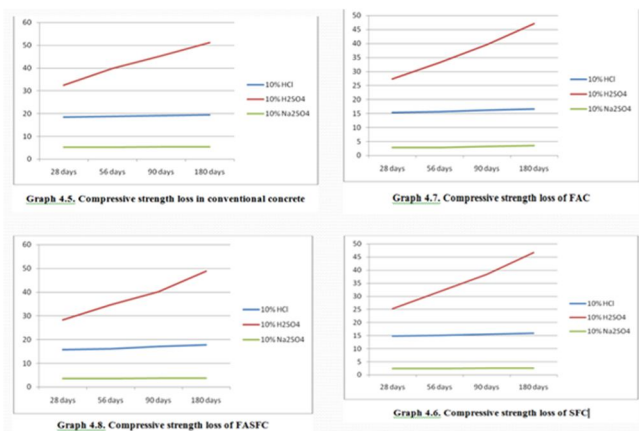 60
50
40
30
20
10
0
28 days 56 days 90 days 180 days
10% HCl
10% H2SO4
10% Na2SO4
Graph 4.5. Compressive strength loss in conventional concrete
50
45
40
35
30
25
20
15
10
5
0
28 days 56 days 90 days 180 days
10% HCl
10% H2SO4
10% Na2SO4
Graph 4.7. Compressive strength loss of FAC
60
50
40
30
20
10
0
28 days 56 days 90 days 180 days
10% HCl
10% H2SO4
10% Na2SO4
Graph 4.8. Compressive strength loss of FASFC
50
45
40
35
30
25
20
15
10
5
0
28 days 56 days 90 days 180 days
10% HCl
10% H2SO4
10% Na2SO4
Graph 4.6. Compressive strength loss of SFC